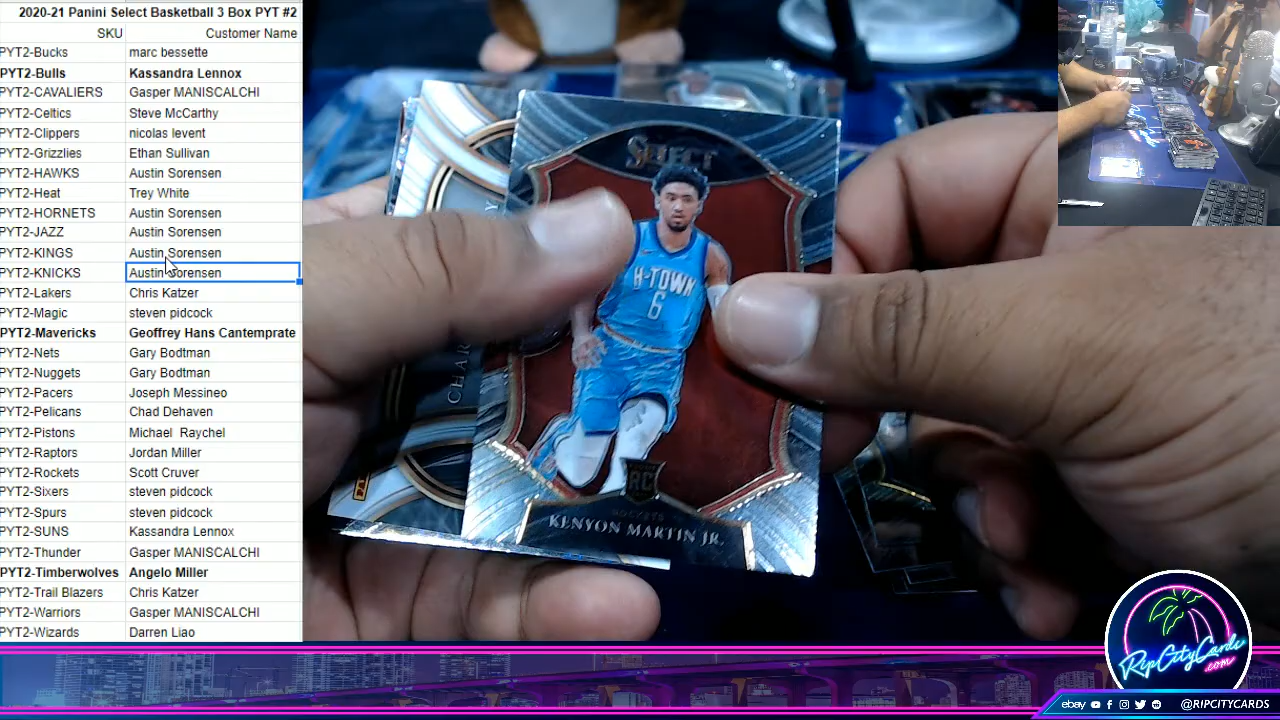 2020-21 Panini Select Basketball 3 Box PYT #2
SKU Customer Name
PYT2-Bucks marc bessette
PYT2-Bulls Kassandra Lennox
PYT2-CAVALIERS Gasper MANISCALCHI
PYT2-Celtics Steve McCarthy
PYT2-Clippers nicolas levent
PYT2-Grizzlies Ethan Sullivan
PYT2-HAWKS Austin Sorensen
PYT2-Heat Trey White
PYT2-HORNETS Austin Sorensen
PYT2-JAZZ Austin Sorensen
PYT2-KINGS Austin Sorensen
PYT2-KNICKS Austin Sorensen
PYT2-Lakers Chris Katzer
PYT2-Magic steven pidcock
PYT2-Mavericks Geoffrey Hans Cantemprate
PYT2-Nets Gary Bodtman
PYT2-Nuggets Gary Bodtman
PYT2-Pacers Joseph Messineo
PYT2-Pelicans Chad Dehaven
PYT2-Pistons Michael Raychel
PYT2-Raptors Jordan Miller
PYT2-Rockets Scott Cruver
PYT2-Sixers steven pidcock
PYT2-Spurs steven pidcock
PYT2-SUNS Kassandra Lennox
PYT2-Thunder Gasper MANISCALCHI
PYT2-Timberwolves Angelo Miller
PYT2-Trail Blazers Chris Katzer
PYT2-Warriors Gasper MANISCALCHI
PYT2-Wizards Darren Liao
SELECT
H-TOWN
6
RC
ROCKETS
KENYON MARTIN JR.
CHAR
RipCityCards
.com
ebay @RIPCITYCARDS